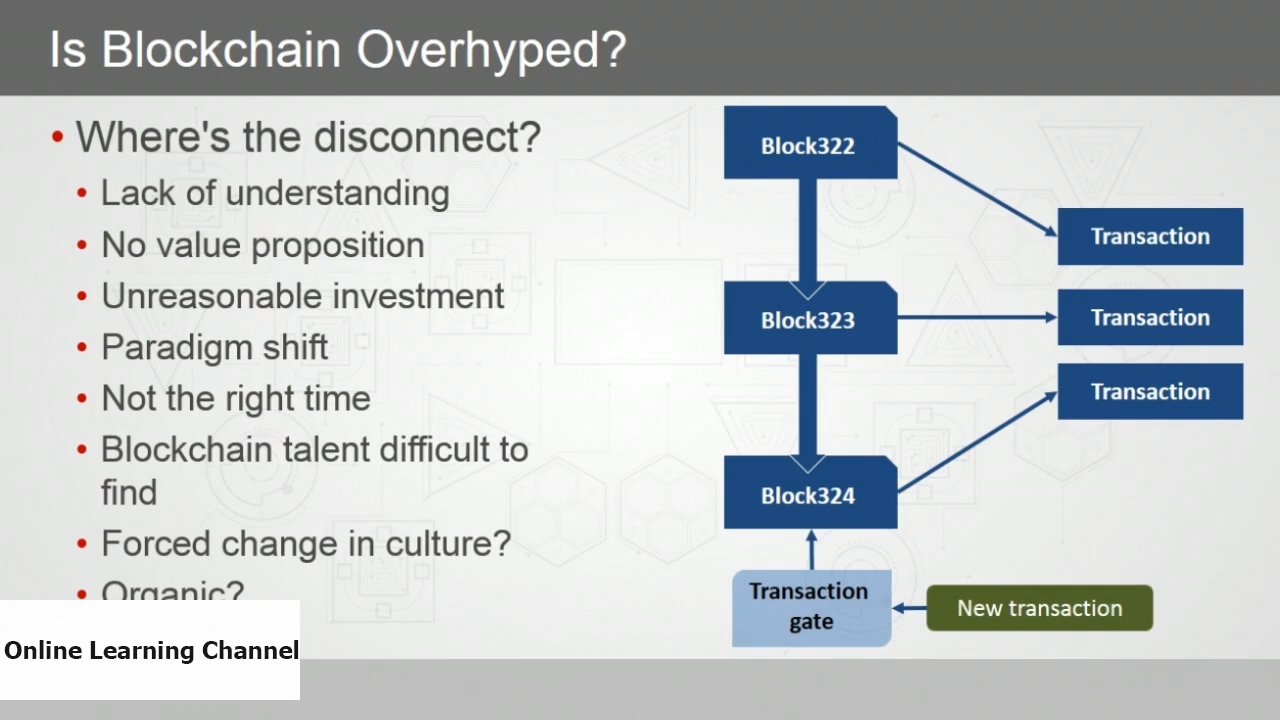 Is Blockchain Overhyped?
• Where's the disconnect?
• Lack of understanding
• No value proposition
• Unreasonable investment
• Paradigm shift
• Not the right time
• Blockchain talent difficult to
find
• Forced change in culture?
• Organic?
Online Learning Channel
Block322
Transaction
Block323
Transaction
Transaction
Block324
Transaction
gate
New transaction